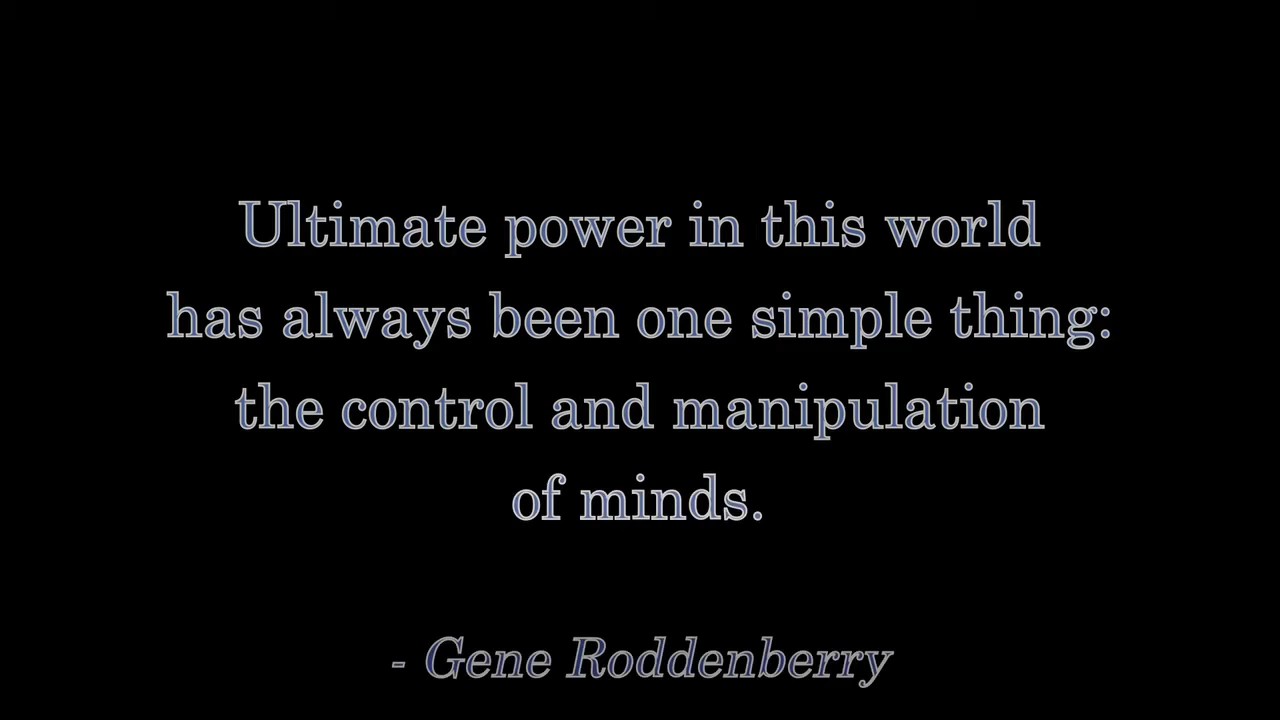 Ultimate power in this world
has always been one simple thing:
the control and manipulation
of minds.
- Gene Roddenberry